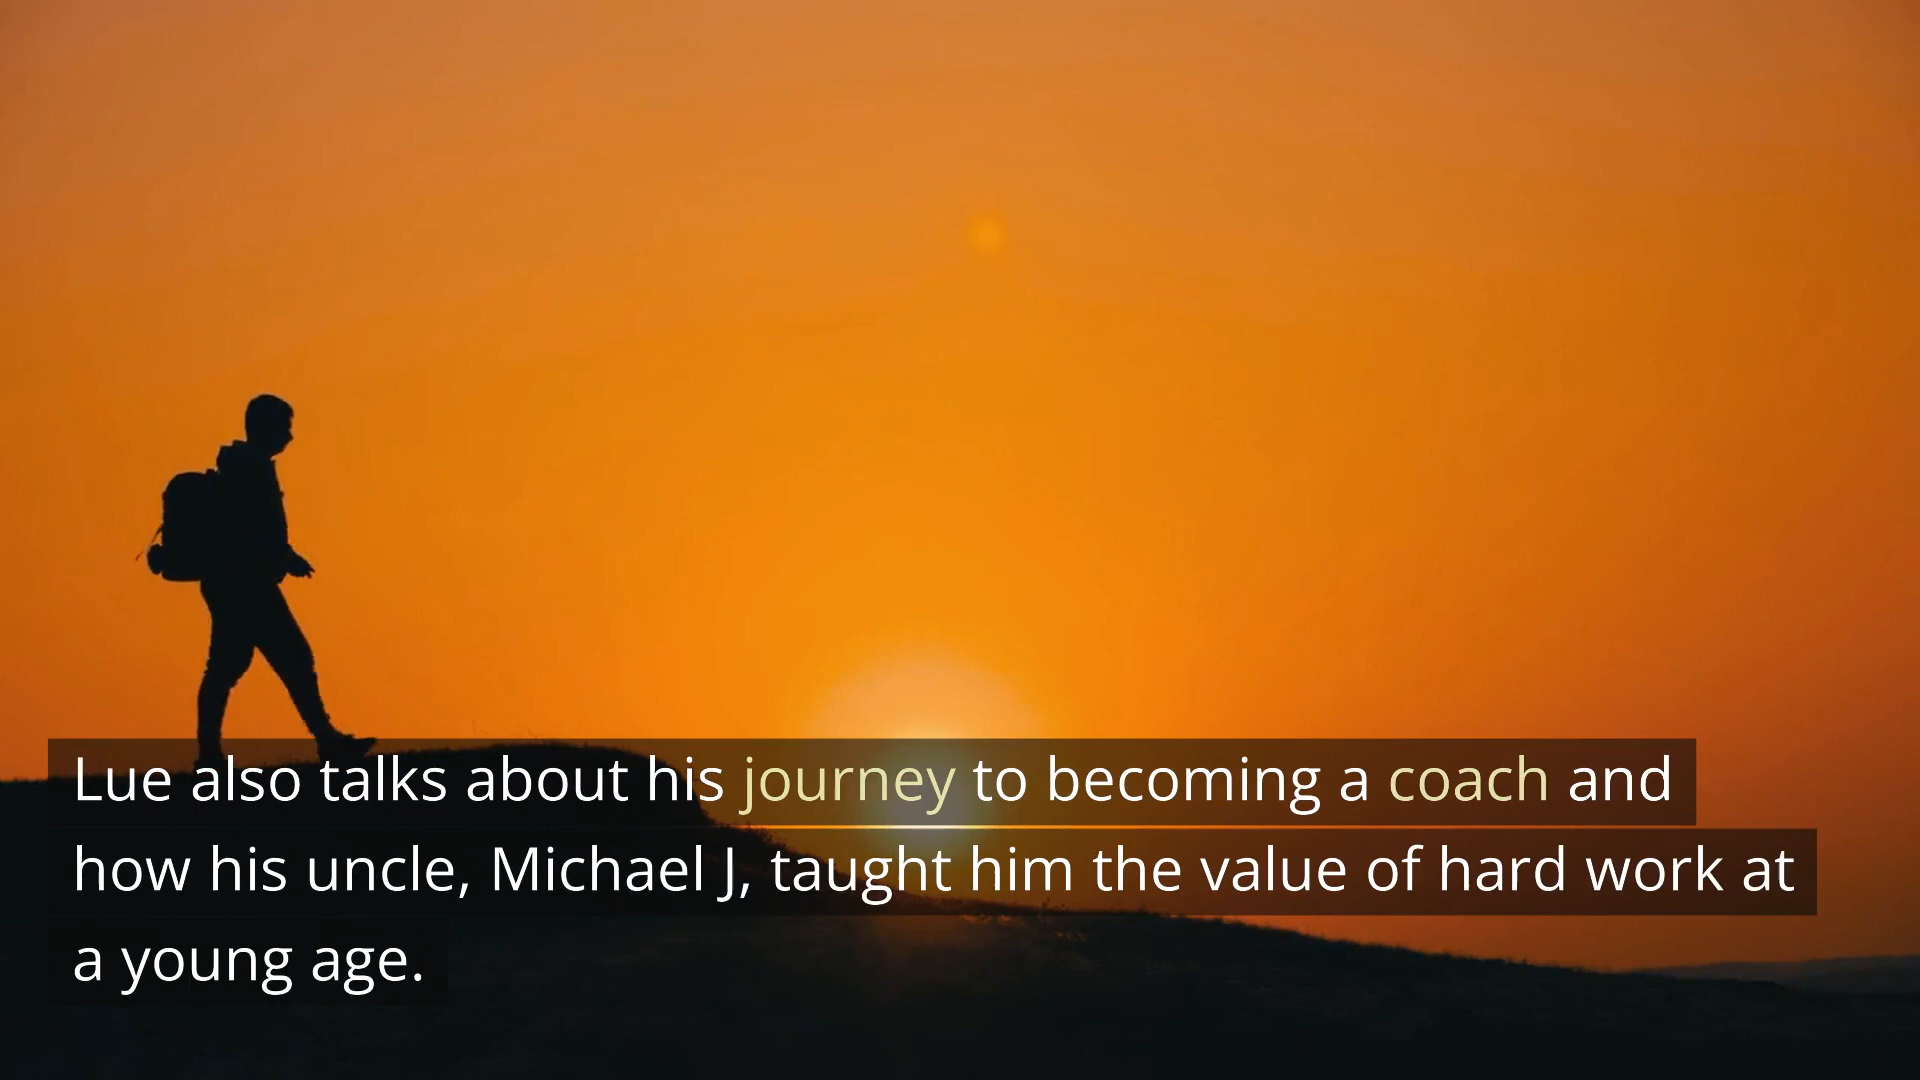 Lue also talks about his journey to becoming a coach and
how his uncle, Michael J, taught him the value of hard work at
a young age.